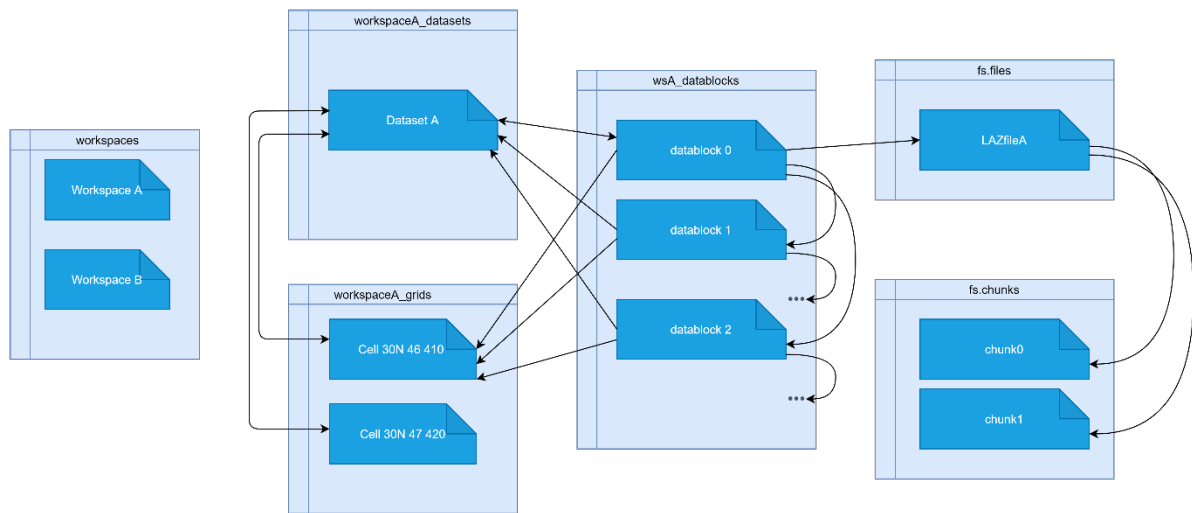 workspaces
Workspace A
Workspace B
workspaceA_datasets
Dataset A
workspaceA_grids
Cell 30N 46 410
Cell 30N 47 420
wsA_datablocks
datablock 0
datablock 1
•••
datablock 2
•••
fs.files
LAZfileA
fs.chunks
chunk0
chunk1